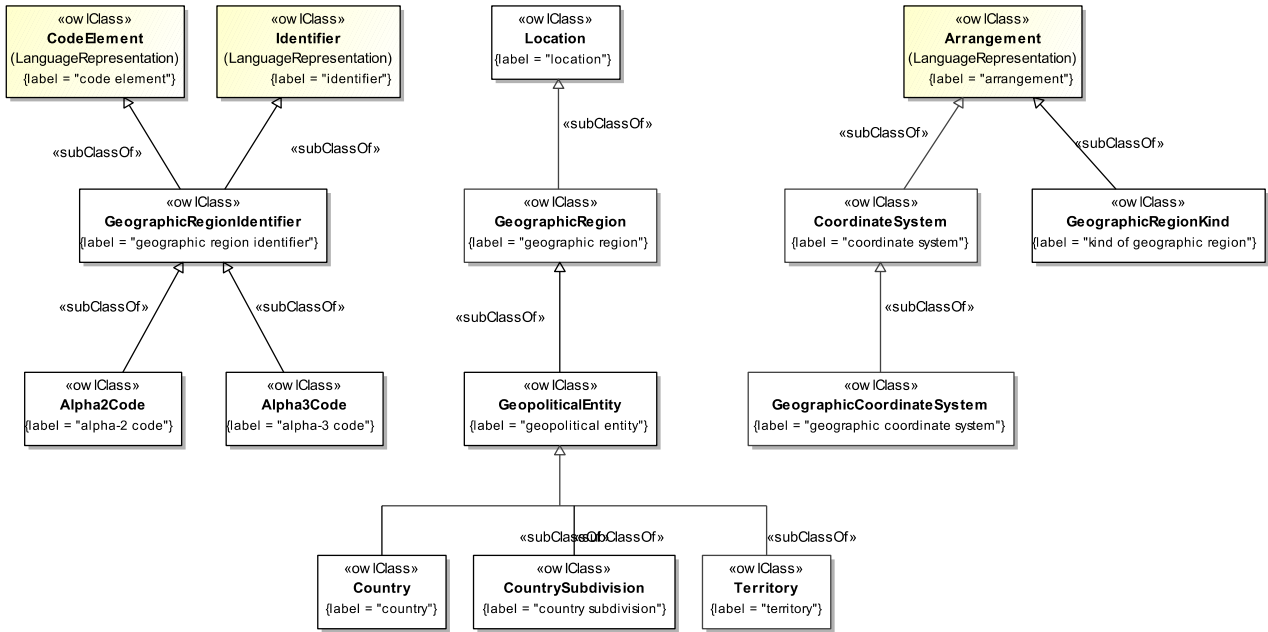 «owlClass»
CodeElement
(LanguageRepresentation)
{label = "code element"}
«owlClass»
Identifier
(LanguageRepresentation)
{label = "identifier"}
«owlClass»
Location
{label = "location"}
«owlClass»
Arrangement
(LanguageRepresentation)
{label = "arrangement"}
«subClassOf»
«subClassOf»
«subClassOf»
«subClassOf»
«subClassOf»
«owlClass»
GeographicRegionIdentifier
{label = "geographic region identifier"}
«owlClass»
GeographicRegion
{label = "geographic region"}
«owlClass»
CoordinateSystem
{label = "coordinate system"}
«owlClass»
GeographicRegionKind
{label = "kind of geographic region"}
«subClassOf»
«subClassOf»
«subClassOf»
«subClassOf»
«owlClass»
Alpha2Code
{label = "alpha-2 code"}
«owlClass»
Alpha3Code
{label = "alpha-3 code"}
«owlClass»
GeopoliticalEntity
{label = "geopolitical entity"}
«owlClass»
GeographicCoordinateSystem
{label = "geographic coordinate system"}
«subClassOf»
«subClassOf»
«subClassOf»
«owlClass»
Country
{label = "country"}
«owlClass»
CountrySubdivision
{label = "country subdivision"}
«owlClass»
Territory
{label = "territory"}